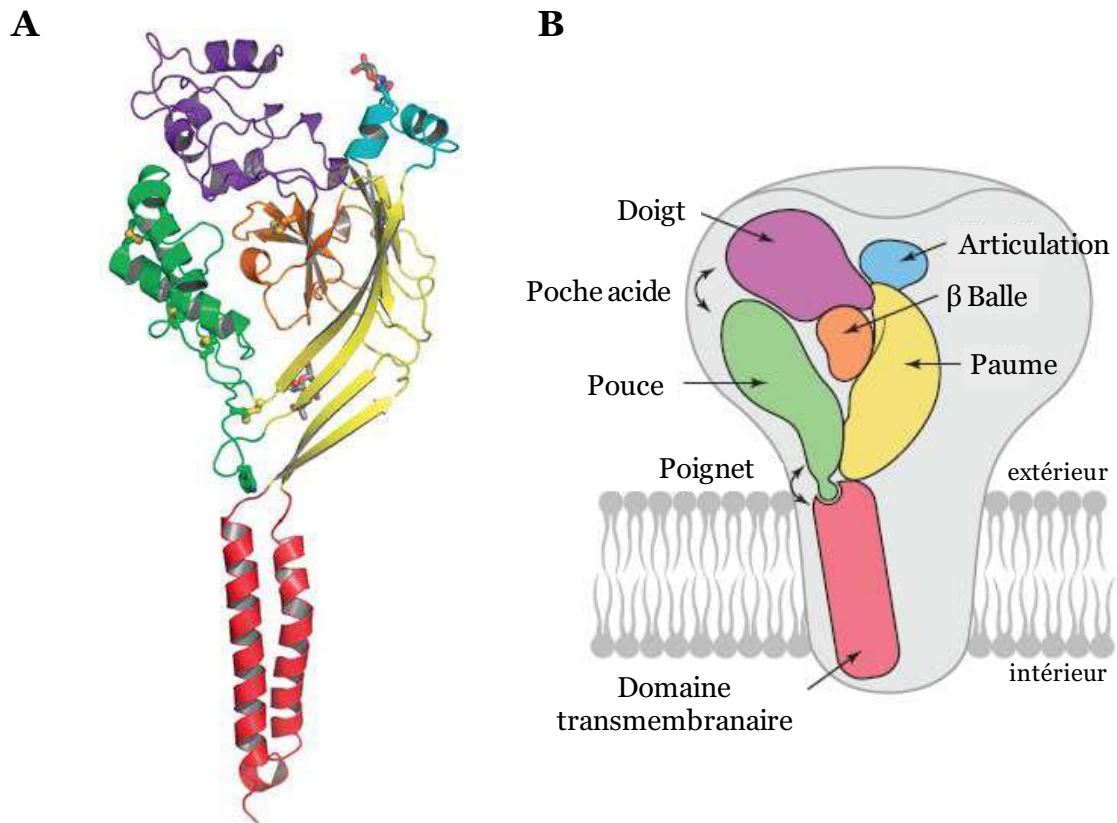 A
B
Doigt
Articulation
Poche acide
β Balle
Paume
Pouce
Poignet
extérieur
intérieur
Domaine
transmembranaire